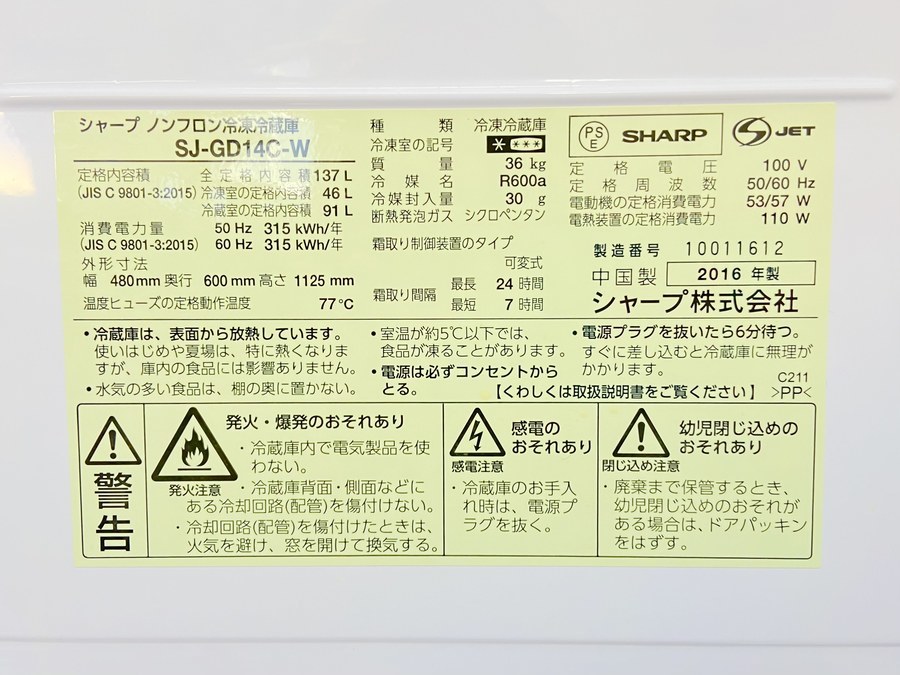 シャープ ノンフロン冷凍冷蔵庫
SJ-GD14C-W
定格内容積 全定格内容積 137 L
(JIS C 9801-3:2015) 冷凍室の定格内容積 46 L
冷蔵室の定格内容積 91 L
消費電力量 50 Hz 315 kWh/年
(JIS C 9801-3:2015) 60 Hz 315 kWh/年
外形寸法
幅 480mm 奥行 600mm 高さ 1125 mm
温度ヒューズの定格動作温度 77℃
種類 冷凍冷蔵庫
冷凍室の記号
質量 36 kg
冷媒名 R600a
冷媒封入量 30 g
断熱発泡ガス シクロペンタン
霜取り制御装置のタイプ
可変式
霜取り間隔 最長 24 時間
最短 7 時間
PS
E
SHARP
S JET
定格電圧 100 V
定格周波数 50/60 Hz
電動機の定格消費電力 53/57 W
電熱装置の定格消費電力 110 W
製造番号 10011612
中国製 2016 年製
シャープ株式会社
・冷蔵庫は、表面から放熱しています。
使いはじめや夏場は、特に熱くなりま
すが、庫内の食品には影響ありません。
・水気の多い食品は、棚の奥に置かない。
・室温が約5℃以下では、
食品が凍ることがあります。
・電源は必ずコンセントから
とる。
・電源プラグを抜いたら6分待つ。
すぐに差し込むと冷蔵庫に無理が
かかります。
【くわしくは取扱説明書をご覧ください】
C211
>PP<
警告
発火・爆発のおそれあり
発火注意
・冷蔵庫内で電気製品を使
わない。
・冷蔵庫背面・側面などに
ある冷却回路(配管)を傷付けない。
・冷却回路(配管)を傷付けたときは、
火気を避け、窓を開けて換気する。
感電の
おそれあり
感電注意
・冷蔵庫のお手入
れ時は、電源プ
ラグを抜く。
幼児閉じ込めの
おそれあり
閉じ込め注意
・廃棄まで保管するとき、
幼児閉じ込めのおそれが
ある場合は、ドアパッキン
をはずす。